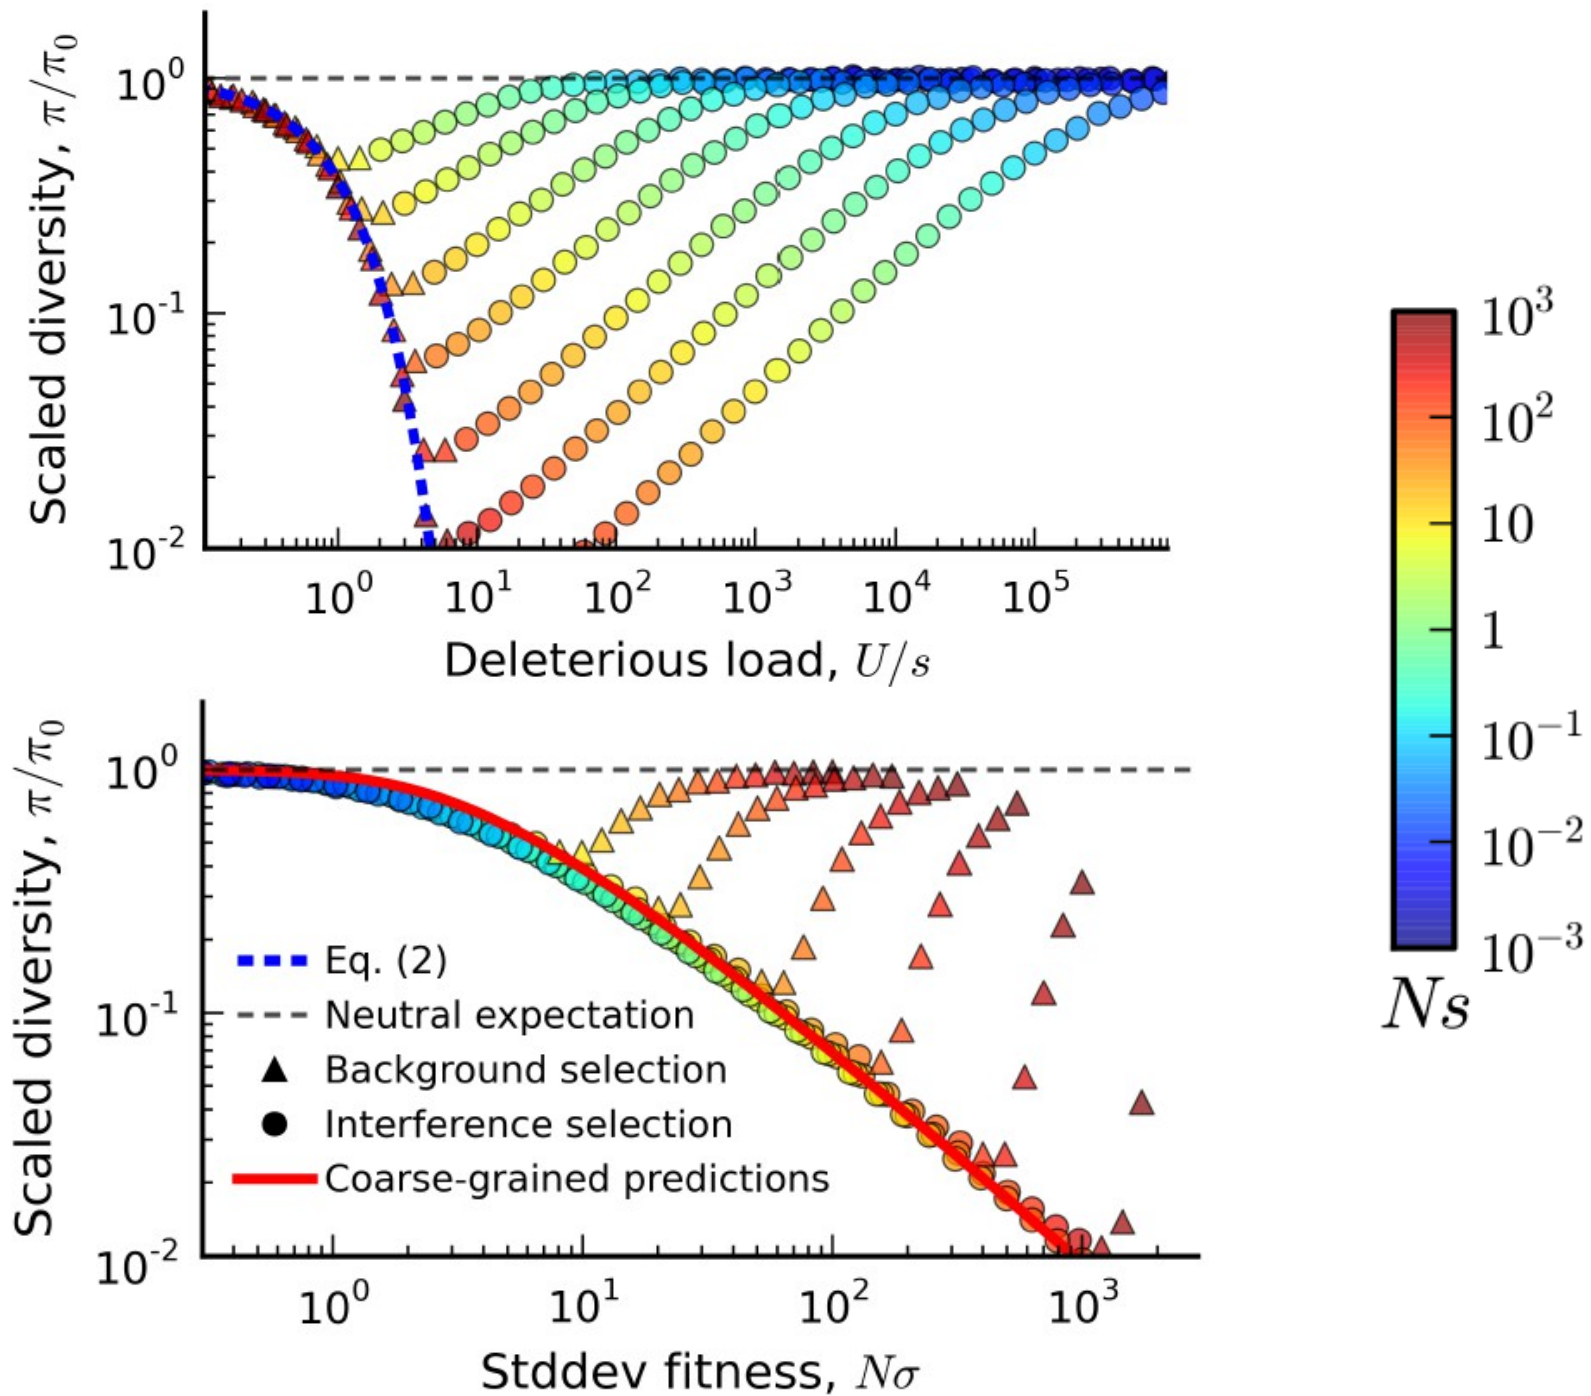 Scaled diversity, π/π₀
10⁰
10⁻¹
10⁻²
10⁰ 10¹ 10² 10³ 10⁴ 10⁵
Deleterious load, U/s
Scaled diversity, π/π₀
10⁰
10⁻¹
10⁻²
Eq. (2)
Neutral expectation
Background selection
Interference selection
Coarse-grained predictions
10⁰ 10¹ 10² 10³
Stddev fitness, Nσ
10³
10²
10
1
10⁻¹
10⁻²
10⁻³
Ns